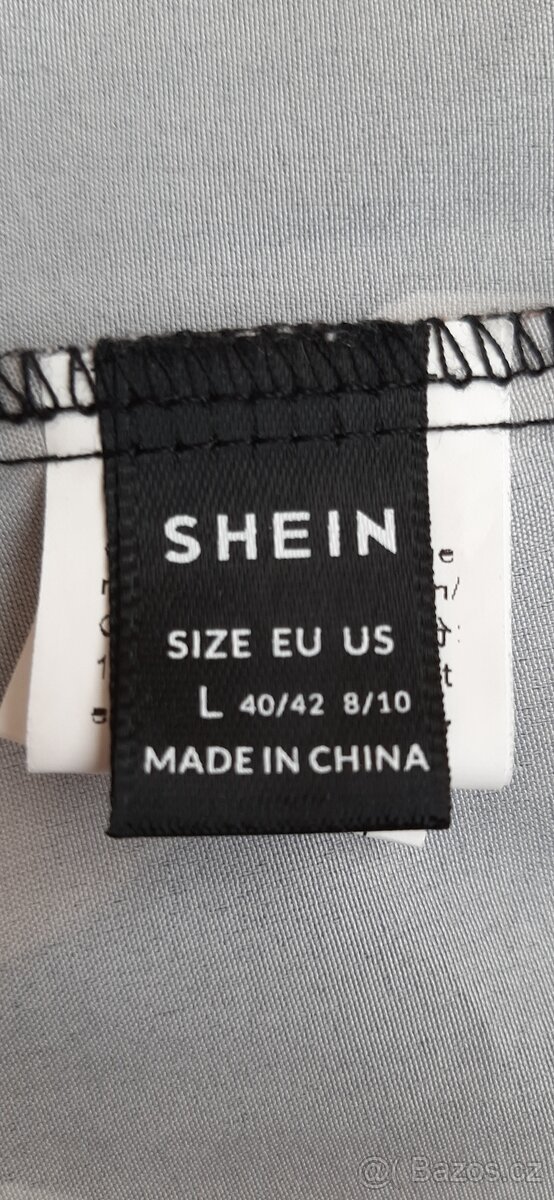 SHEIN
SIZE EU US
L 40/42 8/10
MADE IN CHINA
@ Bazos.cz